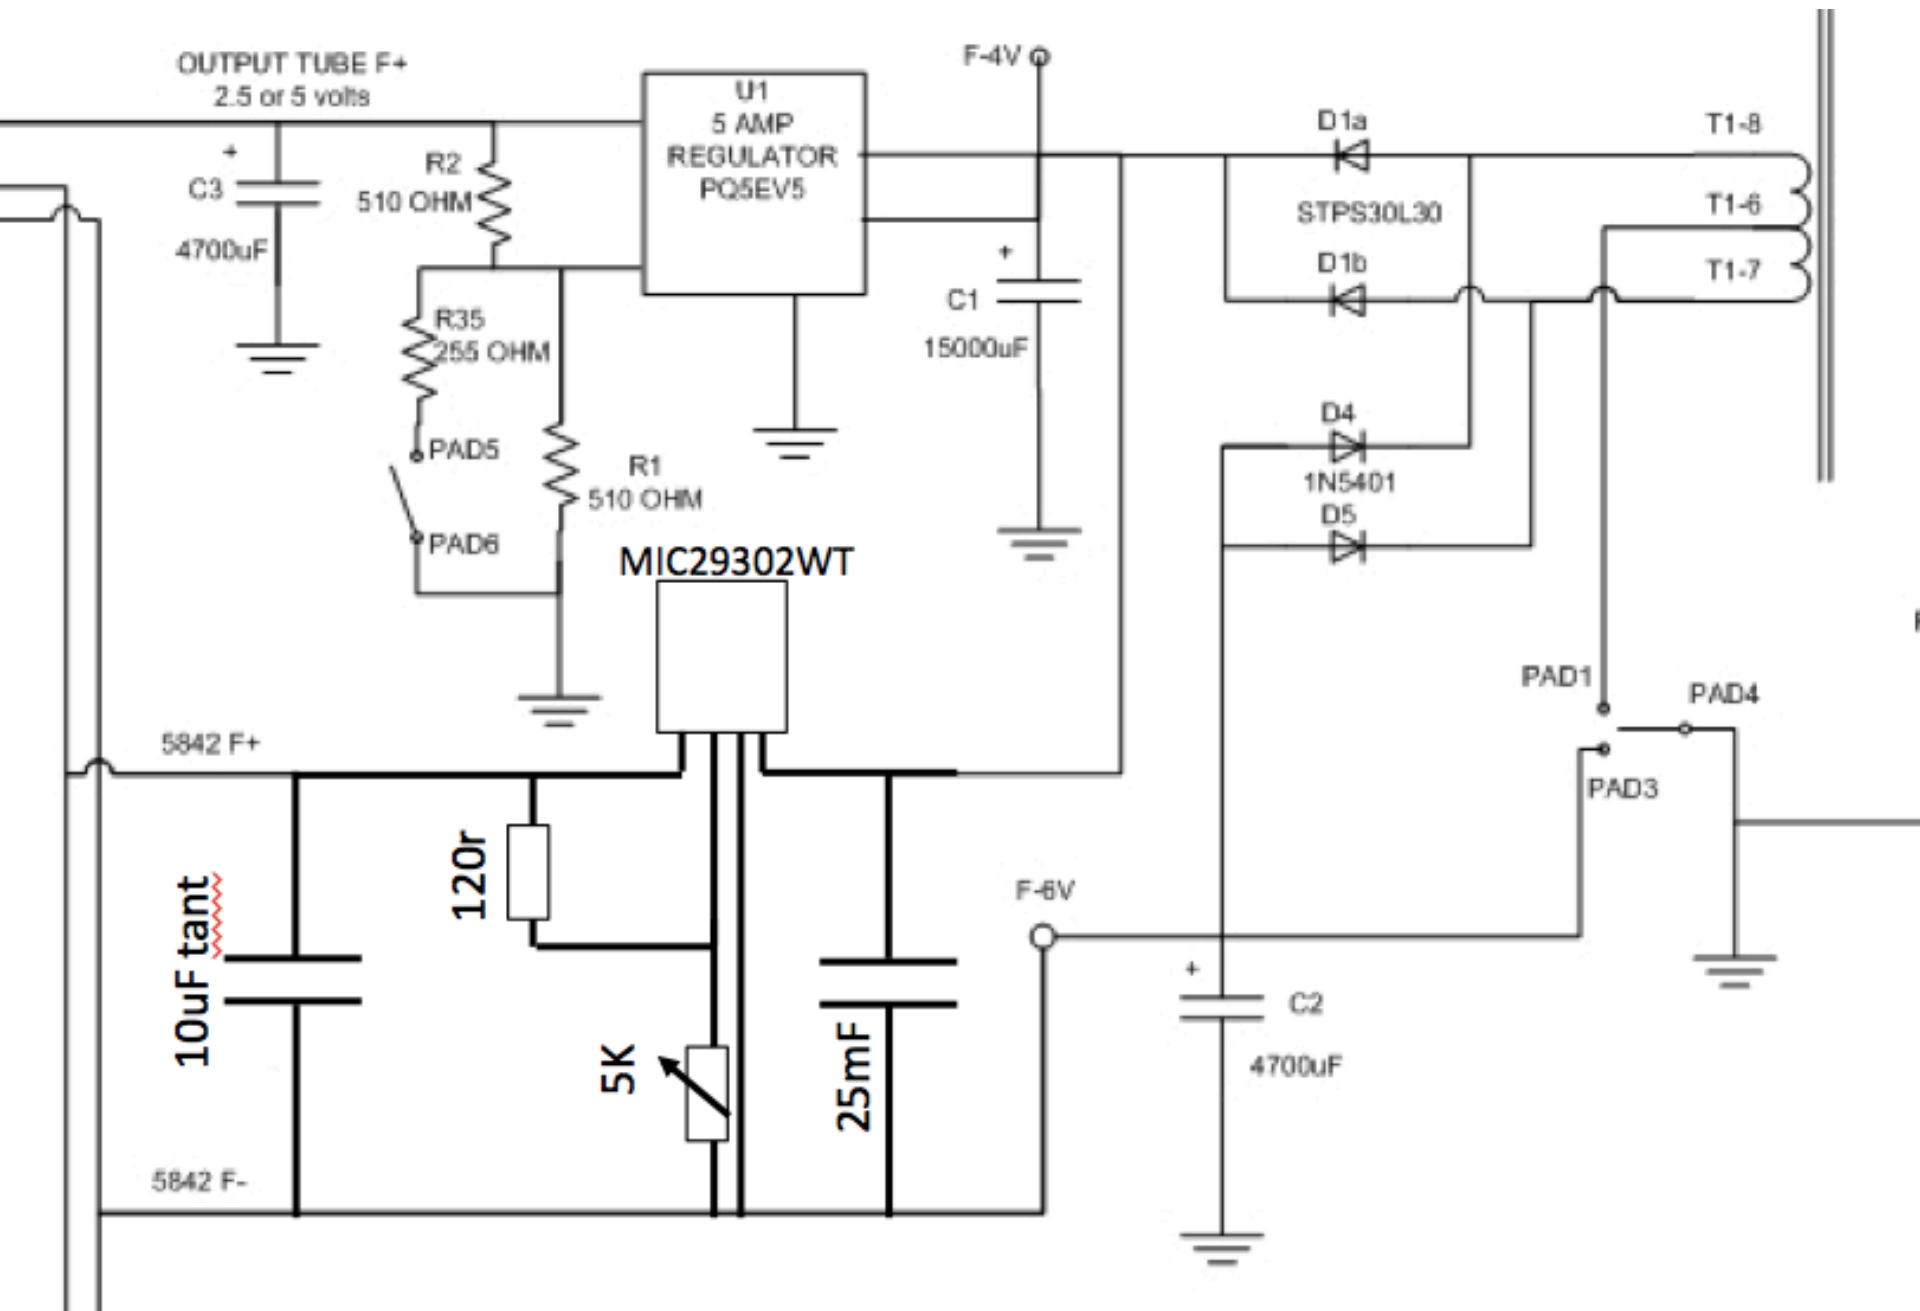 OUTPUT TUBE F+
2.5 or 5 volts
+
C3
4700uF
R2
510 OHM
U1
5 AMP
REGULATOR
PQ5EV5
F-4V
+
C1
15000uF
D1a
STPS30L30
D1b
T1-8
T1-6
T1-7
R35
255 OHM
PAD5
PAD6
R1
510 OHM
D4
1N5401
D5
MIC29302WT
PAD1
PAD4
PAD3
5842 F+
10uF tant
120r
5K
25mF
F-6V
+
C2
4700uF
5842 F-